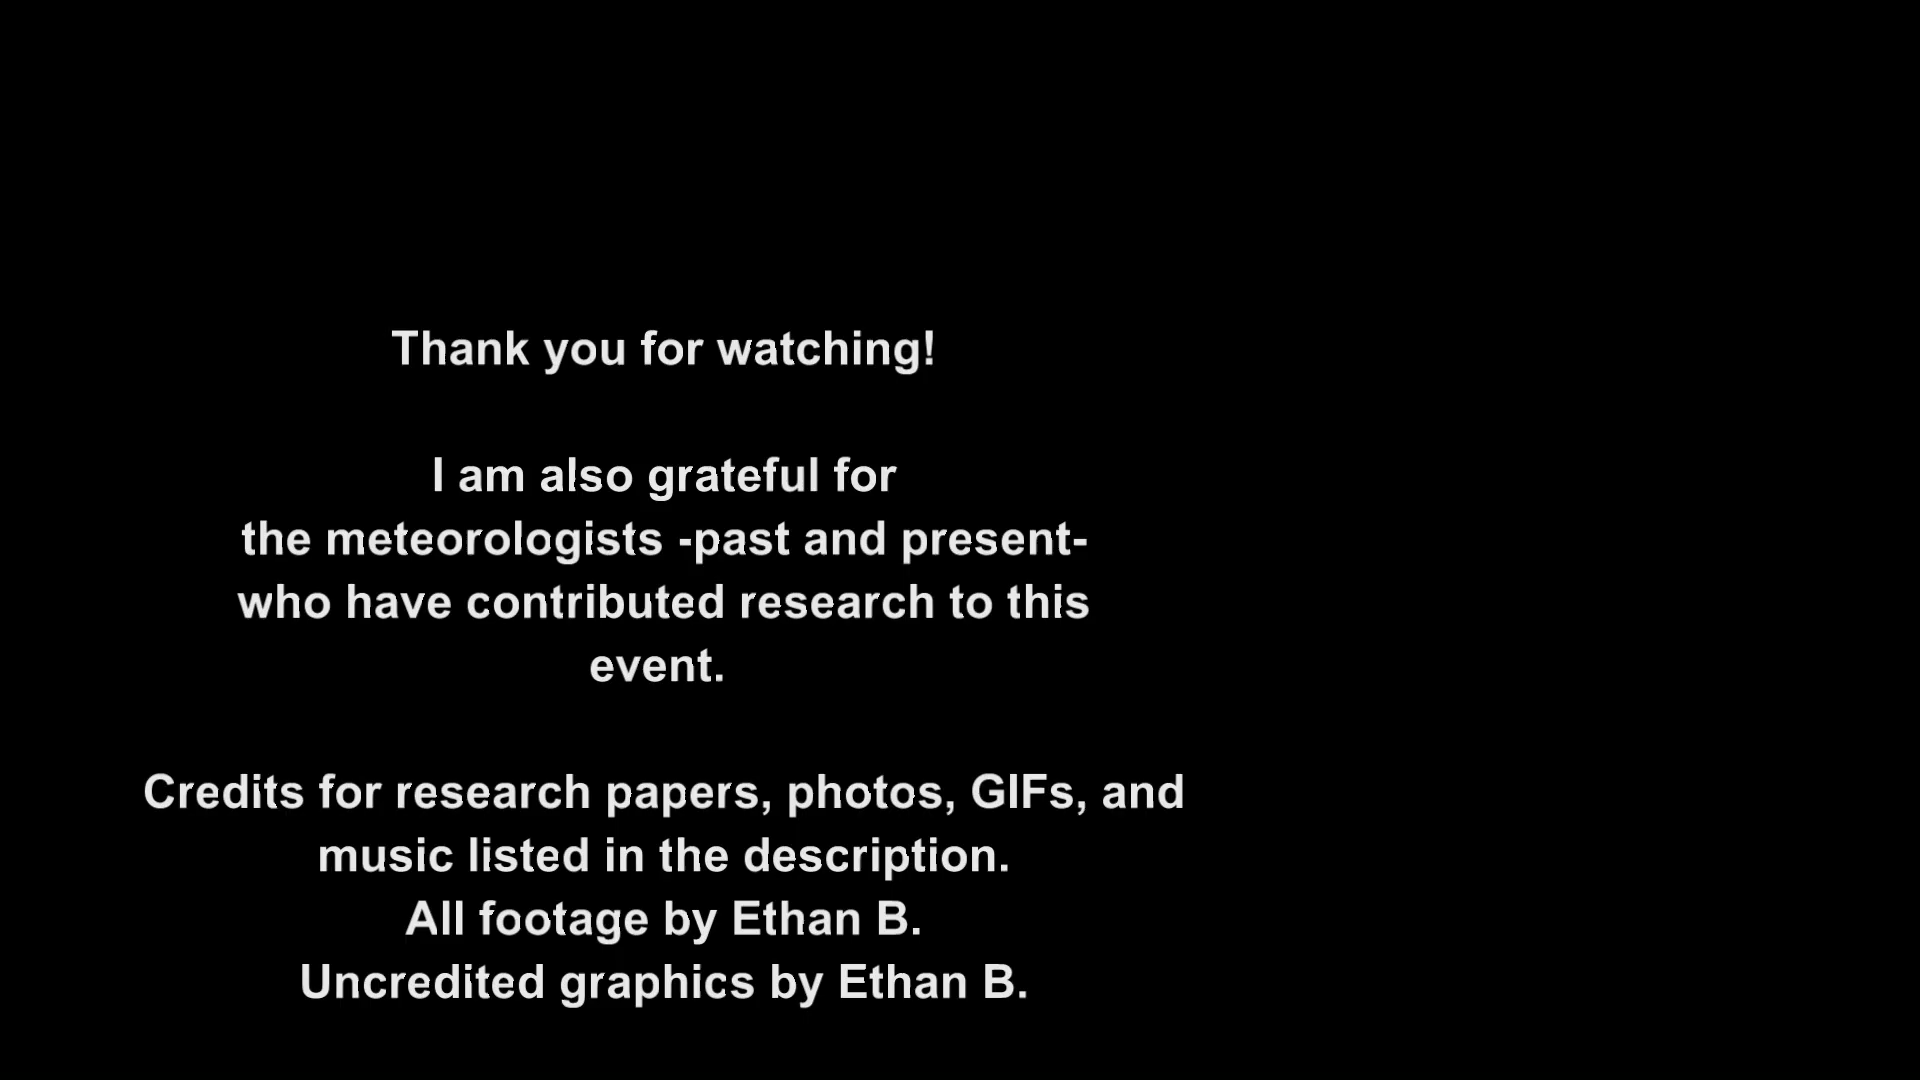 Thank you for watching!
I am also grateful for
the meteorologists -past and present-
who have contributed research to this
event.
Credits for research papers, photos, GIFs, and
music listed in the description.
All footage by Ethan B.
Uncredited graphics by Ethan B.